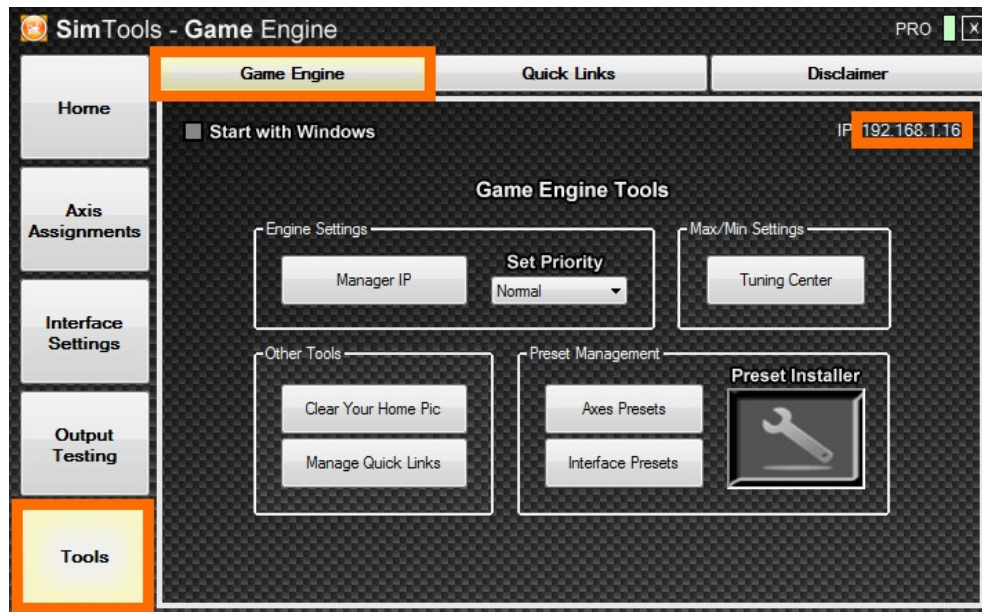 SimTools - Game Engine
PRO
X
Game Engine
Quick Links
Disclaimer
Home
Axis
Assignments
Interface
Settings
Output
Testing
Tools
Start with Windows
IP 192.168.1.16
Game Engine Tools
Engine Settings
Manager IP
Set Priority
Normal
Max/Min Settings
Tuning Center
Other Tools
Clear Your Home Pic
Manage Quick Links
Preset Management
Axes Presets
Interface Presets
Preset Installer